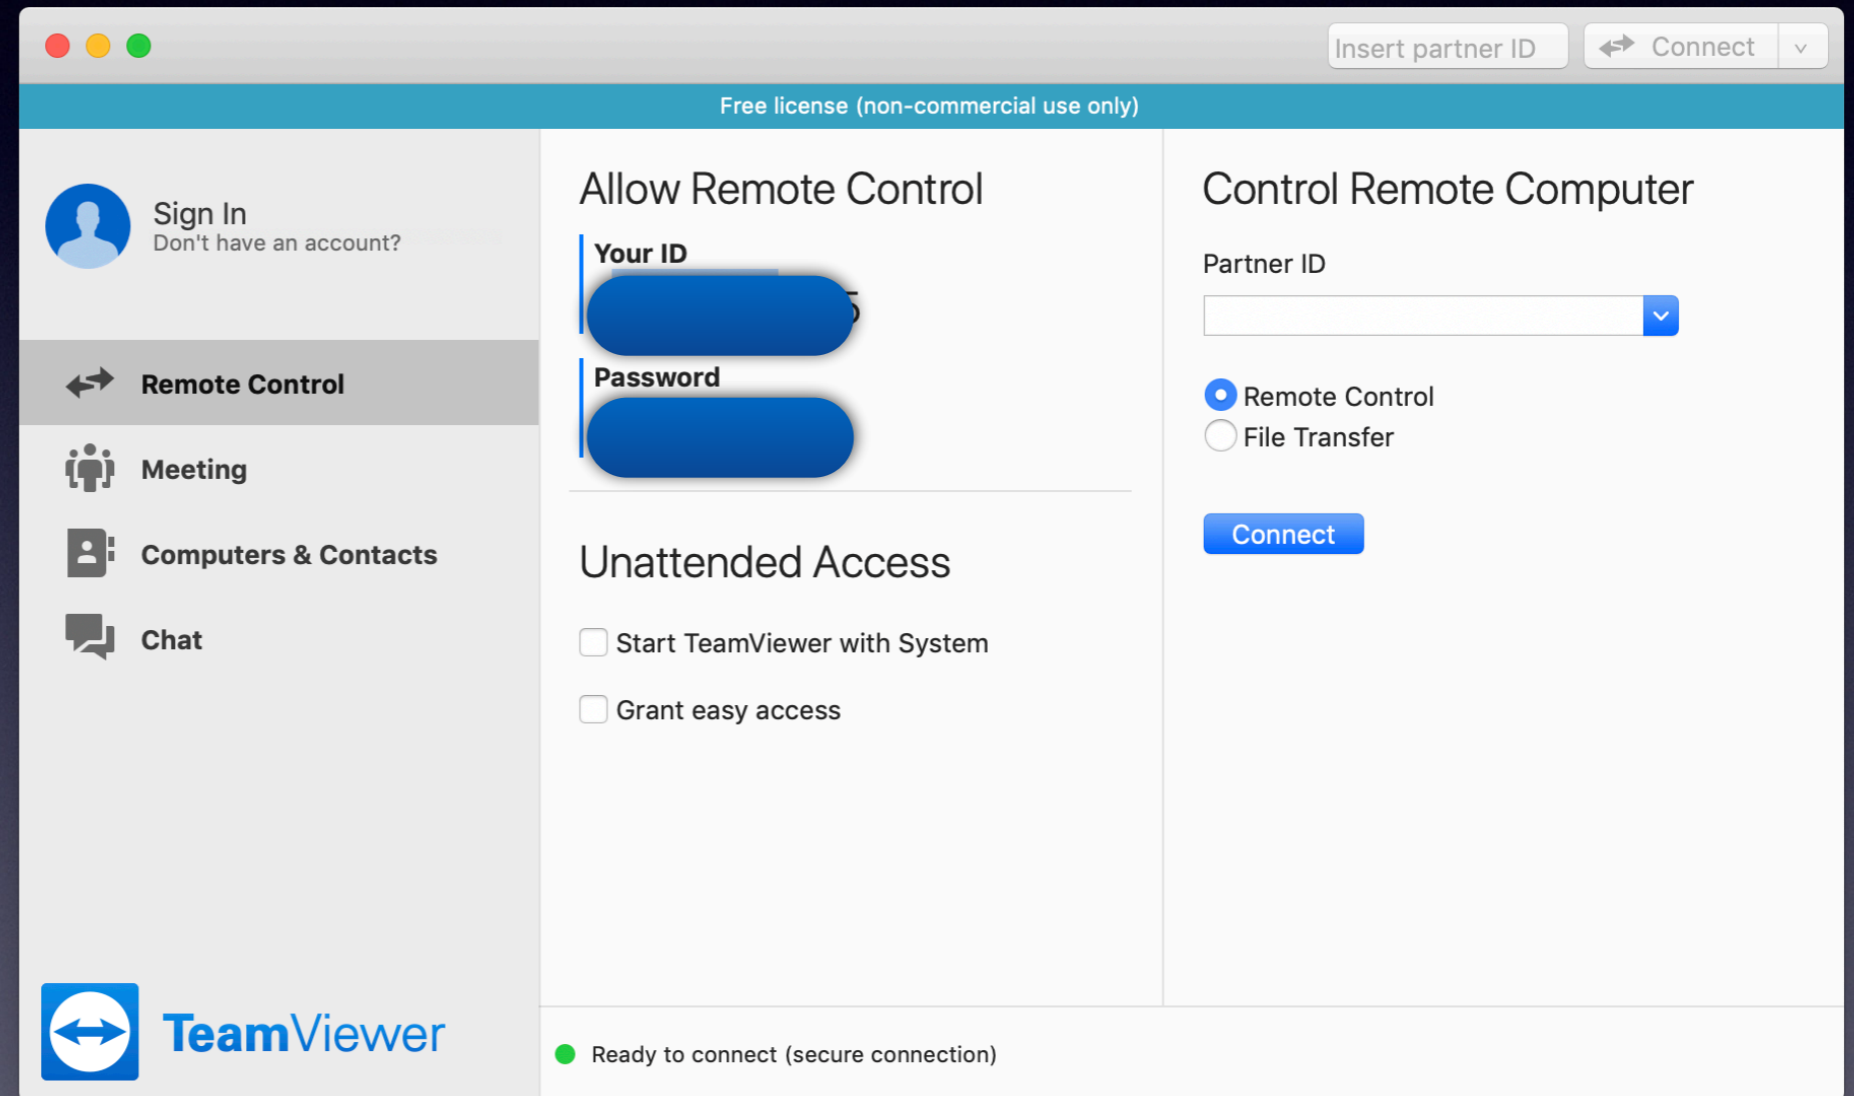 Insert partner ID
Connect
Free license (non-commercial use only)
Sign In
Don't have an account?
Remote Control
Meeting
Computers & Contacts
Chat
TeamViewer
Allow Remote Control
Your ID
5
Password
Unattended Access
Start TeamViewer with System
Grant easy access
Control Remote Computer
Partner ID
Remote Control
File Transfer
Connect
Ready to connect (secure connection)